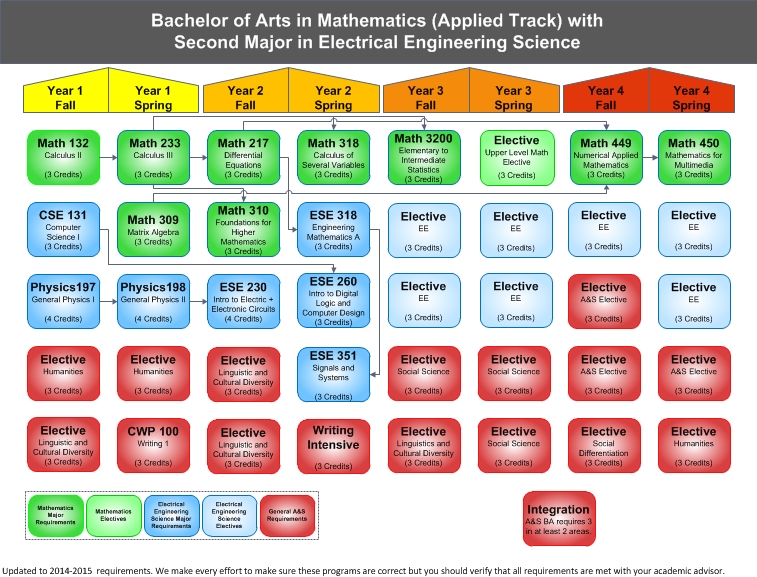 Bachelor of Arts in Mathematics (Applied Track) with
Second Major in Electrical Engineering Science
Year 1
Fall
Year 1
Spring
Year 2
Fall
Year 2
Spring
Year 3
Fall
Year 3
Spring
Year 4
Fall
Year 4
Spring
Math 132
Calculus II
(3 Credits)
Math 233
Calculus III
(3 Credits)
Math 217
Differential
Equations
(3 Credits)
Math 318
Calculus of
Several Variables
(3 Credits)
Math 3200
Elementary to
Intermediate
Statistics
(3 Credits)
Elective
Upper Level Math
Elective
(3 Credits)
Math 449
Numerical Applied
Mathematics
(3 Credits)
Math 450
Mathematics for
Multimedia
(3 Credits)
CSE 131
Computer
Science I
(3 Credits)
Math 309
Matrix Algebra
(3 Credits)
Math 310
Foundations for
Higher
Mathematics
(3 Credits)
ESE 318
Engineering
Mathematics A
(3 Credits)
Elective
EE
(3 Credits)
Elective
EE
(3 Credits)
Elective
EE
(3 Credits)
Elective
EE
(3 Credits)
Physics197
General Physics I
(4 Credits)
Physics198
General Physics II
(4 Credits)
ESE 230
Intro to Electric +
Electronic Circuits
(4 Credits)
ESE 260
Intro to Digital
Logic and
Computer Design
(3 Credits)
Elective
EE
(3 Credits)
Elective
EE
(3 Credits)
Elective
A&S Elective
(3 Credits)
Elective
EE
(3 Credits)
Elective
Humanities
(3 Credits)
Elective
Humanities
(3 Credits)
Elective
Linguistic and
Cultural Diversity
(3 Credits)
ESE 351
Signals and
Systems
(3 Credits)
Elective
Social Science
(3 Credits)
Elective
Social Science
(3 Credits)
Elective
A&S Elective
(3 Credits)
Elective
A&S Elective
(3 Credits)
Elective
Linguistic and
Cultural Diversity
(3 Credits)
CWP 100
Writing 1
(3 Credits)
Elective
Linguistic and
Cultural Diversity
(3 Credits)
Writing
Intensive
(3 Credits)
Elective
Linguistics and
Cultural Diversity
(3 Credits)
Elective
Social Science
(3 Credits)
Elective
Social
Differentiation
(3 Credits)
Elective
Humanities
(3 Credits)
Mathematics
Major
Requirements
Mathematics
Electives
Electrical
Engineering
Science Major
Requirements
Electrical
Engineering
Science
Electives
General A&S
Requirements
Integration
A&S BA requires 3
in at least 2 areas.
Updated to 2014-2015 requirements. We make every effort to make sure these programs are correct but you should verify that all requirements are met with your academic advisor.